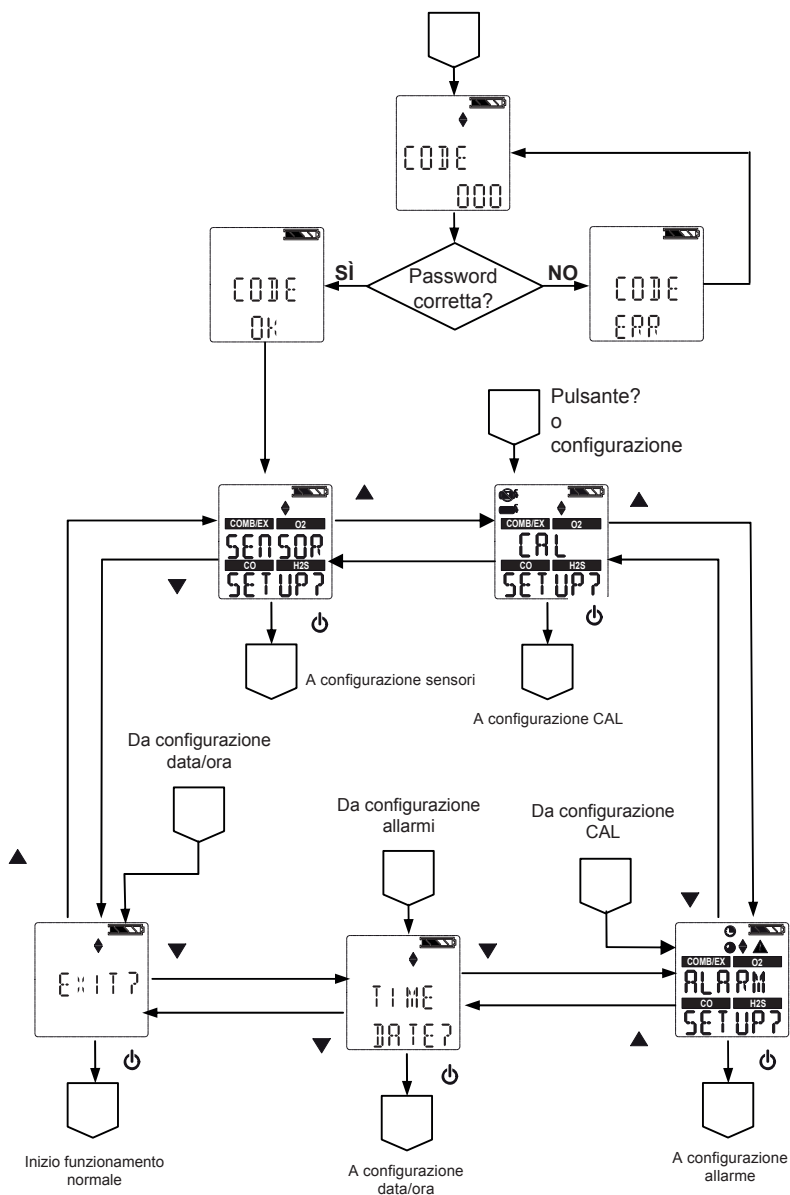 CODE
000
SÌ
Password
corretta?
NO
CODE
OK
CODE
ERR
Pulsante?
o
configurazione
COMB/EX O2
SENSOR
CO H2S
SETUP?
COMB/EX O2
CAL
CO H2S
SETUP?
A configurazione sensori
A configurazione CAL
Da configurazione
data/ora
Da configurazione
allarmi
Da configurazione
CAL
EXIT?
TIME
DATE?
COMB/EX O2
ALARM
CO H2S
SETUP?
Inizio funzionamento
normale
A configurazione
data/ora
A configurazione
allarme